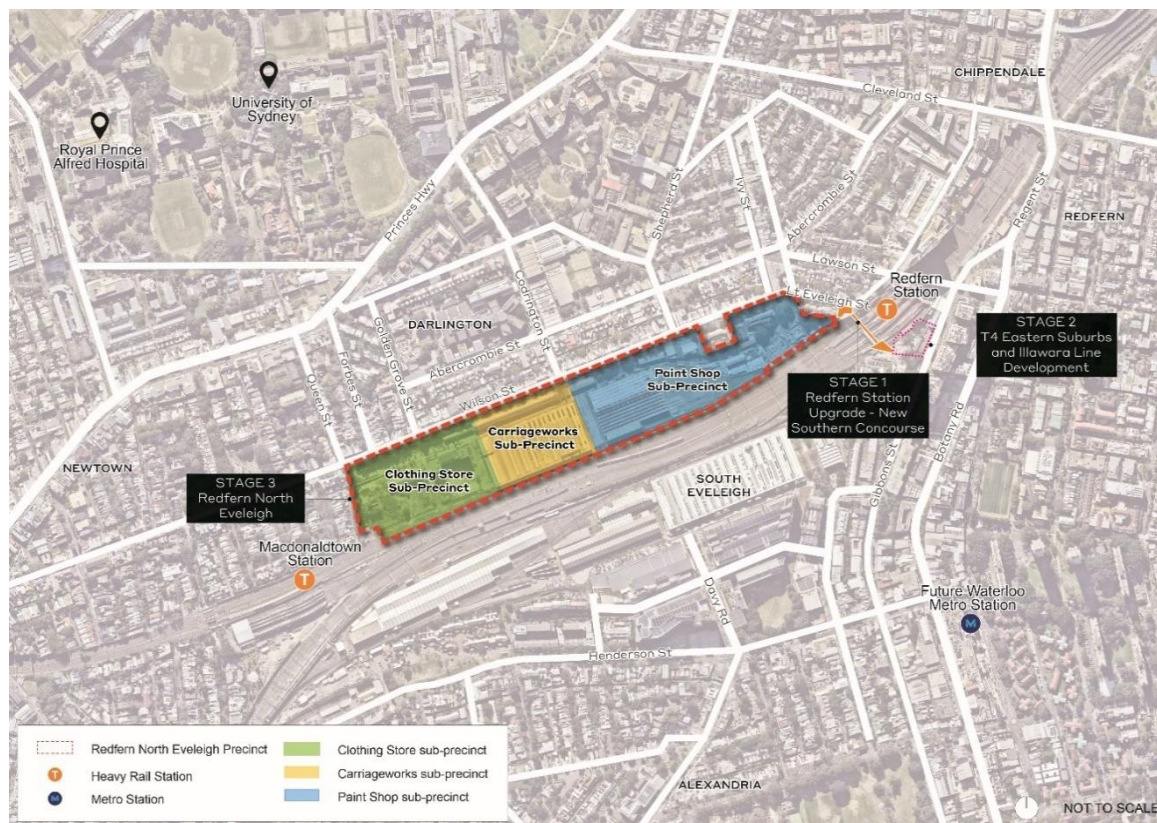 CHIPPENDALE
Cleveland St
University of
Sydney
Royal Prince
Alfred Hospital
Princes Hwy
Shepherd St
Ivy St
Abercrombie St
Regent St
REDFERN
Lawson St
Redfern
Station
T
Lt Eveleigh St
Codrington St
DARLINGTON
Golden Grove St
Forbes St
Queen St
Abercrombie St
Wilson St
Paint Shop
Sub-Precinct
Carriageworks
Sub-Precinct
Clothing Store
Sub-Precinct
STAGE 2
T4 Eastern Suburbs
and Illawara Line
Development
STAGE 1
Redfern Station
Upgrade - New
Southern Concourse
Botany Rd
Gibbons St
NEWTOWN
STAGE 3
Redfern North
Eveleigh
SOUTH
EVELEIGH
Macdonaldtown
Station
T
Davy Rd
Future Waterloo
Metro Station
M
Henderson St
ALEXANDRIA
Redfern North Eveleigh Precinct
T Heavy Rail Station
M Metro Station
Clothing Store sub-precinct
Carriageworks sub-precinct
Paint Shop sub-precinct
NOT TO SCALE